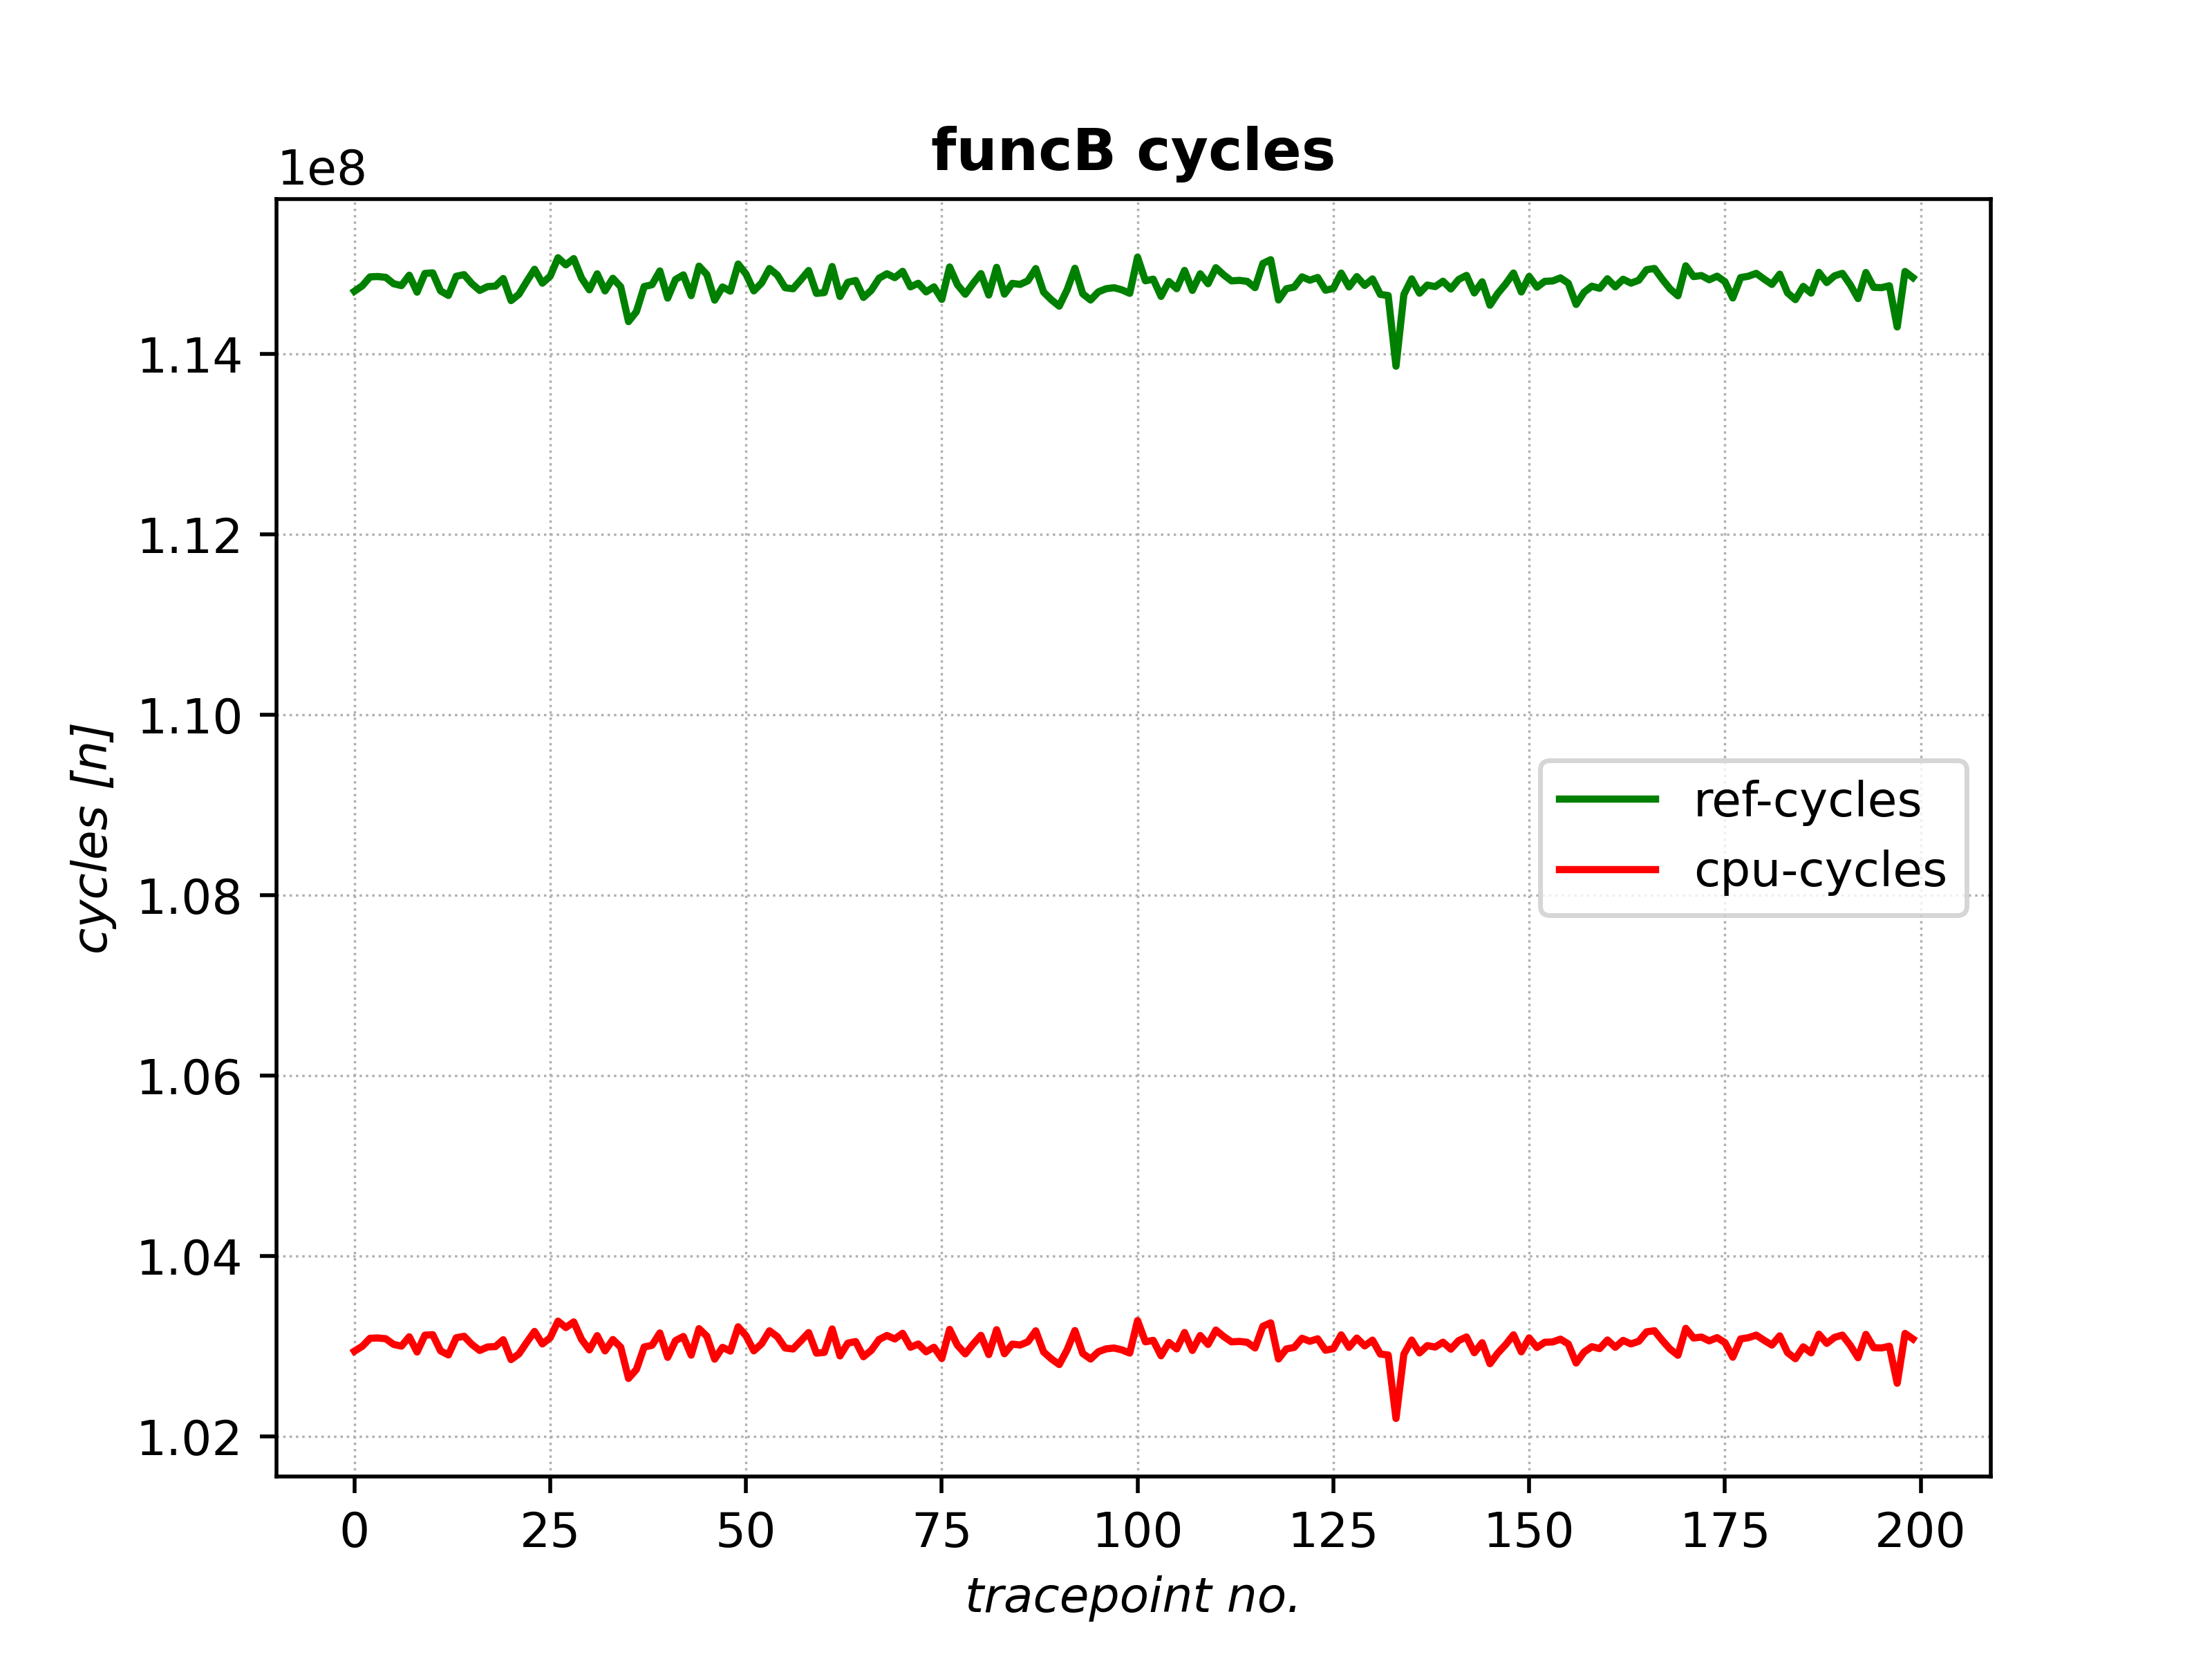 funcB cycles
1e8
1.14
1.12
1.10
1.08
1.06
1.04
1.02
cycles [n]
ref-cycles
cpu-cycles
0 25 50 75 100 125 150 175 200
tracepoint no.